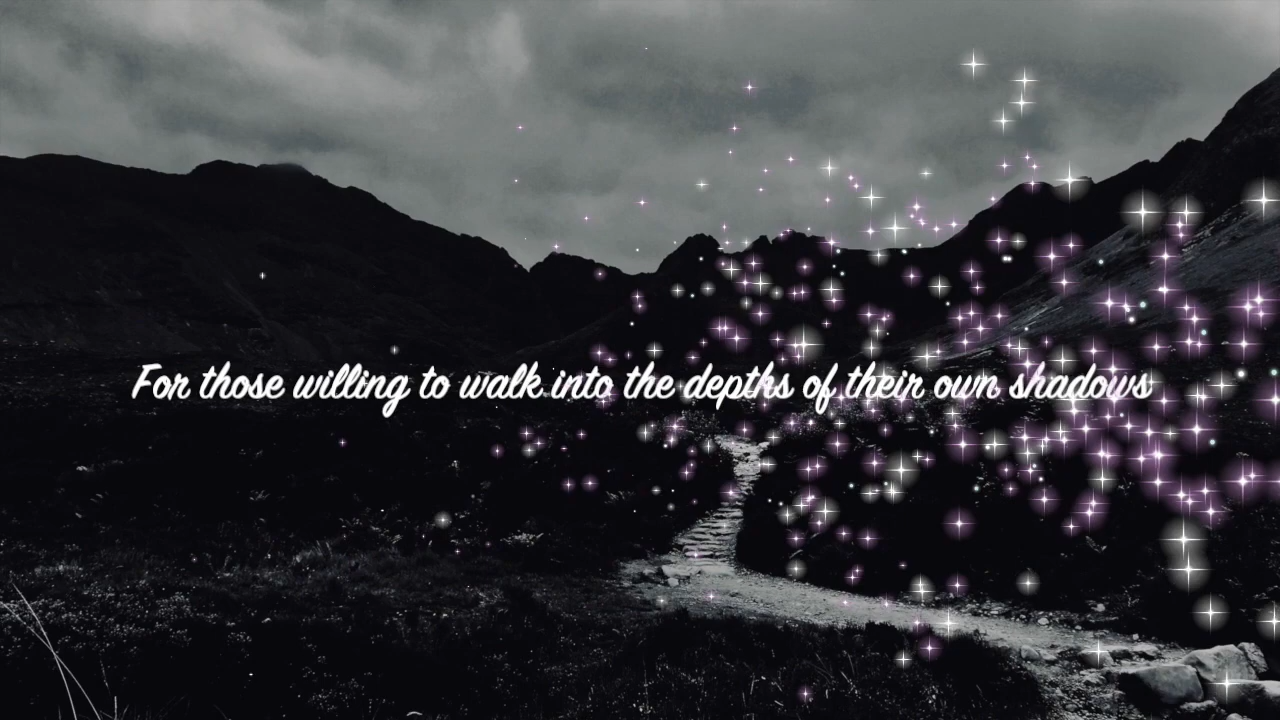 For those willing to walk into the depths of their own shadows